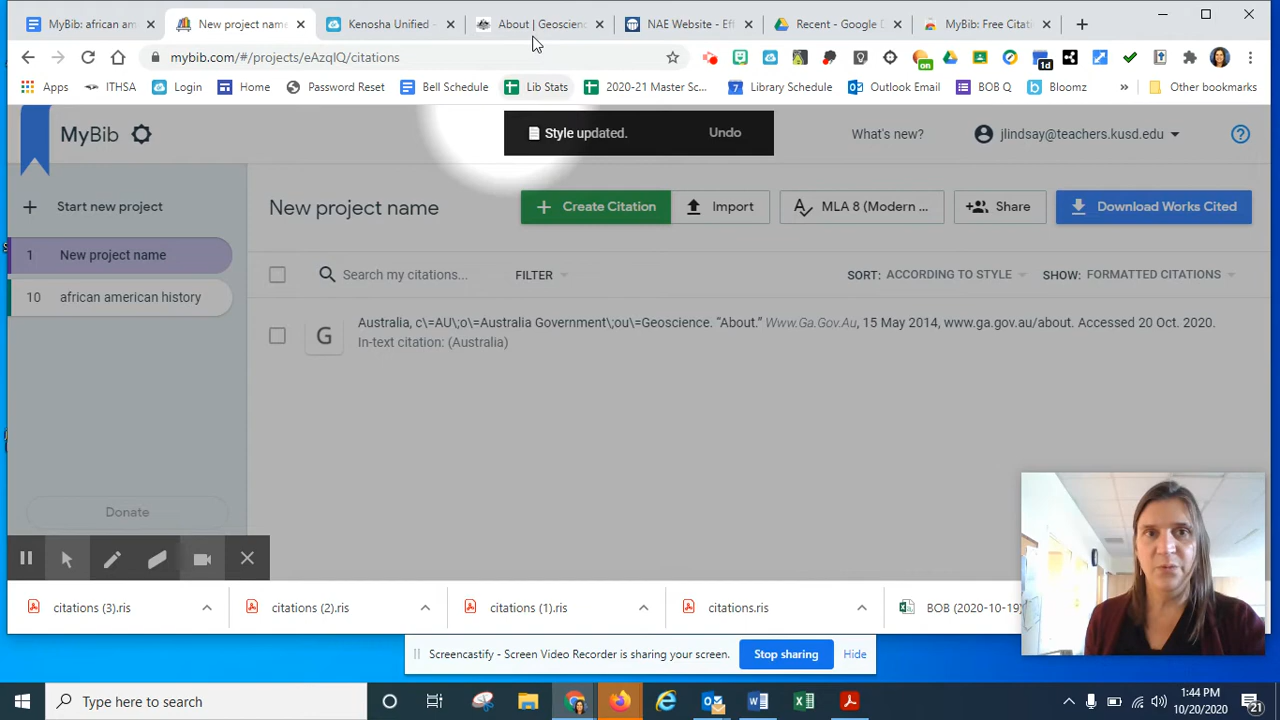 MyBib: african am
New project name
Kenosha Unified -
About | Geoscienc
NAE Website - Eff
Recent - Google D
MyBib: Free Citati
mybib.com/#/projects/eAzqlQ/citations
on
1d
Apps
ITHSA
Login
Home
Password Reset
Bell Schedule
Lib Stats
2020-21 Master Sc...
Library Schedule
Outlook Email
BOB Q
Bloomz
»
Other bookmarks
MyBib
Style updated.
Undo
What's new?
jlindsay@teachers.kusd.edu
Start new project
New project name
Create Citation
Import
MLA 8 (Modern ...
Share
Download Works Cited
1 New project name
Search my citations...
FILTER
SORT: ACCORDING TO STYLE
SHOW: FORMATTED CITATIONS
10 african american history
G
Australia, c\=AU\;o\=Australia Government\;ou\=Geoscience. “About.” Www.Ga.Gov.Au, 15 May 2014, www.ga.gov.au/about. Accessed 20 Oct. 2020.
In-text citation: (Australia)
Donate
citations (3).ris
citations (2).ris
citations (1).ris
citations.ris
BOB (2020-10-19)
Screencastify - Screen Video Recorder is sharing your screen.
Stop sharing
Hide
Type here to search
1:44 PM
10/20/2020
21